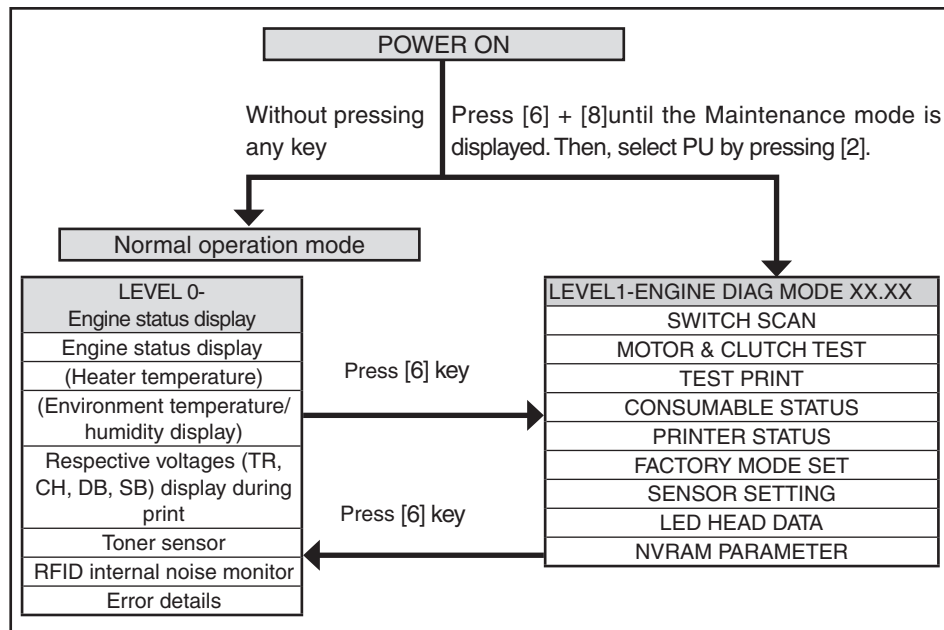 POWER ON
Without pressing
any key
Press [6] + [8]until the Maintenance mode is
displayed. Then, select PU by pressing [2].
Normal operation mode
LEVEL 0-
Engine status display
Engine status display
(Heater temperature)
(Environment temperature/
humidity display)
Respective voltages (TR,
CH, DB, SB) display during
print
Toner sensor
RFID internal noise monitor
Error details
Press [6] key
Press [6] key
LEVEL1-ENGINE DIAG MODE XX.XX
SWITCH SCAN
MOTOR & CLUTCH TEST
TEST PRINT
CONSUMABLE STATUS
PRINTER STATUS
FACTORY MODE SET
SENSOR SETTING
LED HEAD DATA
NVRAM PARAMETER